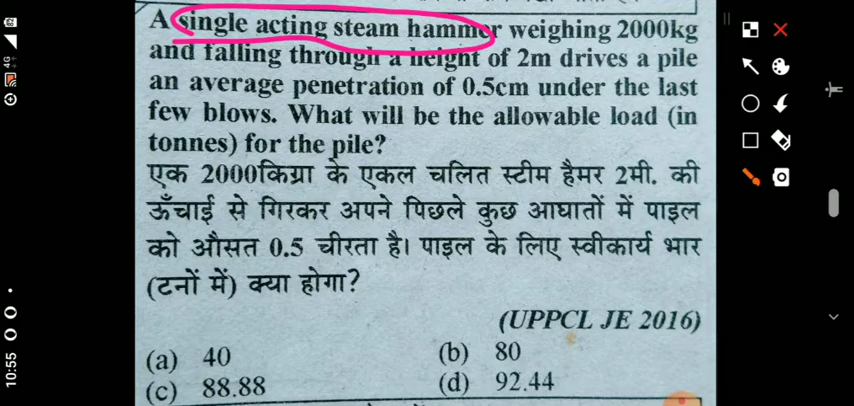 A single acting steam hammer weighing 2000kg
and falling through a height of 2m drives a pile
an average penetration of 0.5cm under the last
few blows. What will be the allowable load (in
tonnes) for the pile?
एक 2000किग्रा के एकल चलित स्टीम हैमर 2मी. की
ऊँचाई से गिरकर अपने पिछले कुछ आघातों में पाइल
को औसत 0.5 चीरता है। पाइल के लिए स्वीकार्य भार
(टनों में) क्या होगा?
(UPPCL JE 2016)
(a) 40
(b) 80
(c) 88.88
(d) 92.44
4G
10:55